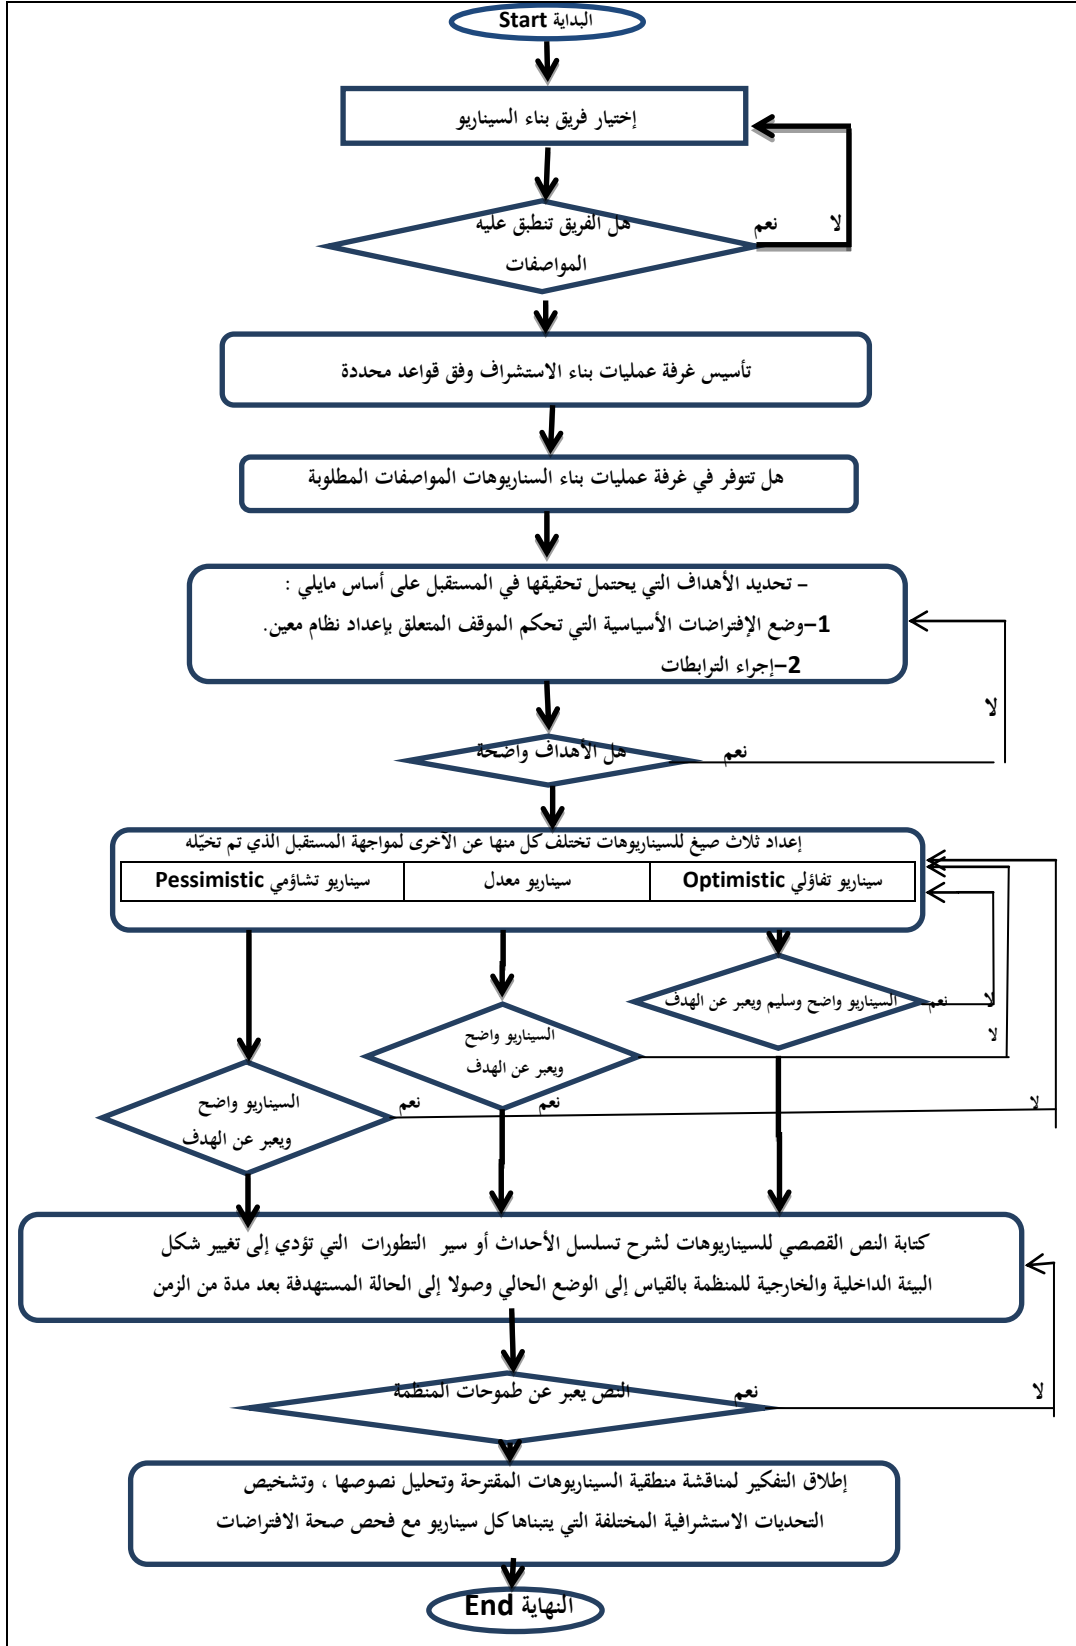 البداية Start
إختيار فريق بناء السيناريو
هل الفريق تنطبق عليه
المواصفات
نعم
لا
تأسيس غرفة عمليات بناء الاستشراف وفق قواعد محددة
هل تتوفر في غرفة عمليات بناء السناريوهات المواصفات المطلوبة
– تحديد الأهداف التي يحتمل تحقيقها في المستقبل على أساس مايلي :
1–وضع الإفتراضات الأسياسية التي تحكم الموقف المتعلق بإعداد نظام معين.
2–إجراء الترابطات
لا
هل الأهداف واضحة
نعم
إعداد ثلاث صيغ للسيناريوهات تختلف كل منها عن الآخرى لمواجهة المستقبل الذي تم تخيّله
سيناريو تفاؤلي Optimistic
سيناريو معدل
سيناريو تشاؤمي Pessimistic
السيناريو واضح وسليم ويعبر عن الهدف
نعم
لا
السيناريو واضح
ويعبر عن الهدف
لا
نعم
السيناريو واضح
ويعبر عن الهدف
نعم
لا
كتابة النص القصصي للسيناريوهات لشرح تسلسل الأحداث أو سير التطورات التي تؤدي إلى تغيير شكل
البيئة الداخلية والخارجية للمنظمة بالقياس إلى الوضع الحالي وصولا إلى الحالة المستهدفة بعد مدة من الزمن
النص يعبر عن طموحات المنظمة
نعم
لا
إطلاق التفكير لمناقشة منطقية السيناريوهات المقترحة وتحليل نصوصها ، وتشخيص
التحديات الاستشرافية المختلفة التي يتبناها كل سيناريو مع فحص صحة الافتراضات
النهاية End